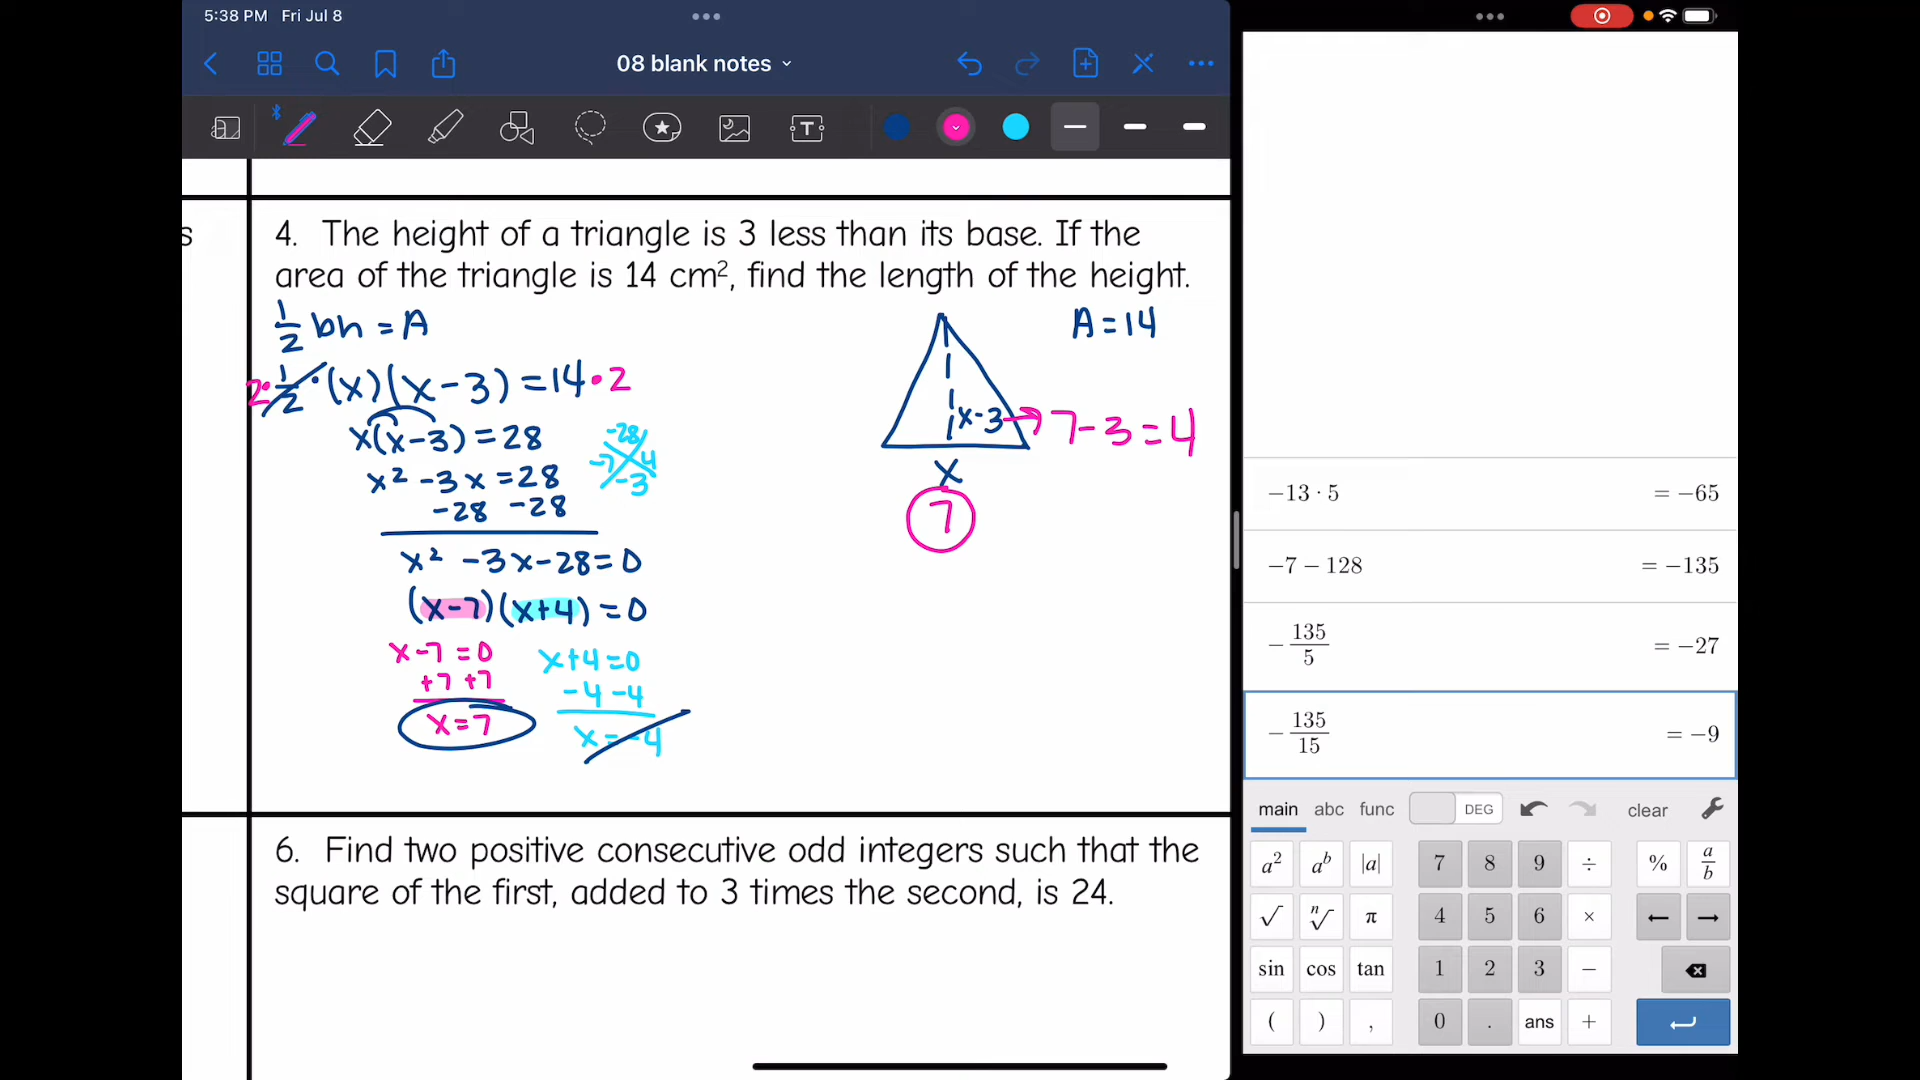 5:38 PM Fri Jul 8
08 blank notes
T
s
4. The height of a triangle is 3 less than its base. If the
area of the triangle is 14 cm², find the length of the height.
1/2 bh = A
A = 14
2 · 1/2 · (x)(x-3) = 14 · 2
x(x-3) = 28
x² -3x = 28
-28 -28
x² -3x-28 = 0
(x-7)(x+4) = 0
x-7 = 0
+7 +7
x = 7
x+4=0
-4 -4
x = -4
-28
-7 4
-3
x-3 → 7-3 = 4
x
7
6. Find two positive consecutive odd integers such that the
square of the first, added to 3 times the second, is 24.
−13 · 5 = −65
−7 − 128 = −135
−135/5 = −27
−135/15 = −9
main abc func DEG clear
a² aᵇ |a| 7 8 9 ÷ % a/b
√ ⁿ√ π 4 5 6 × ← →
sin cos tan 1 2 3 −
( ) , 0 . ans +